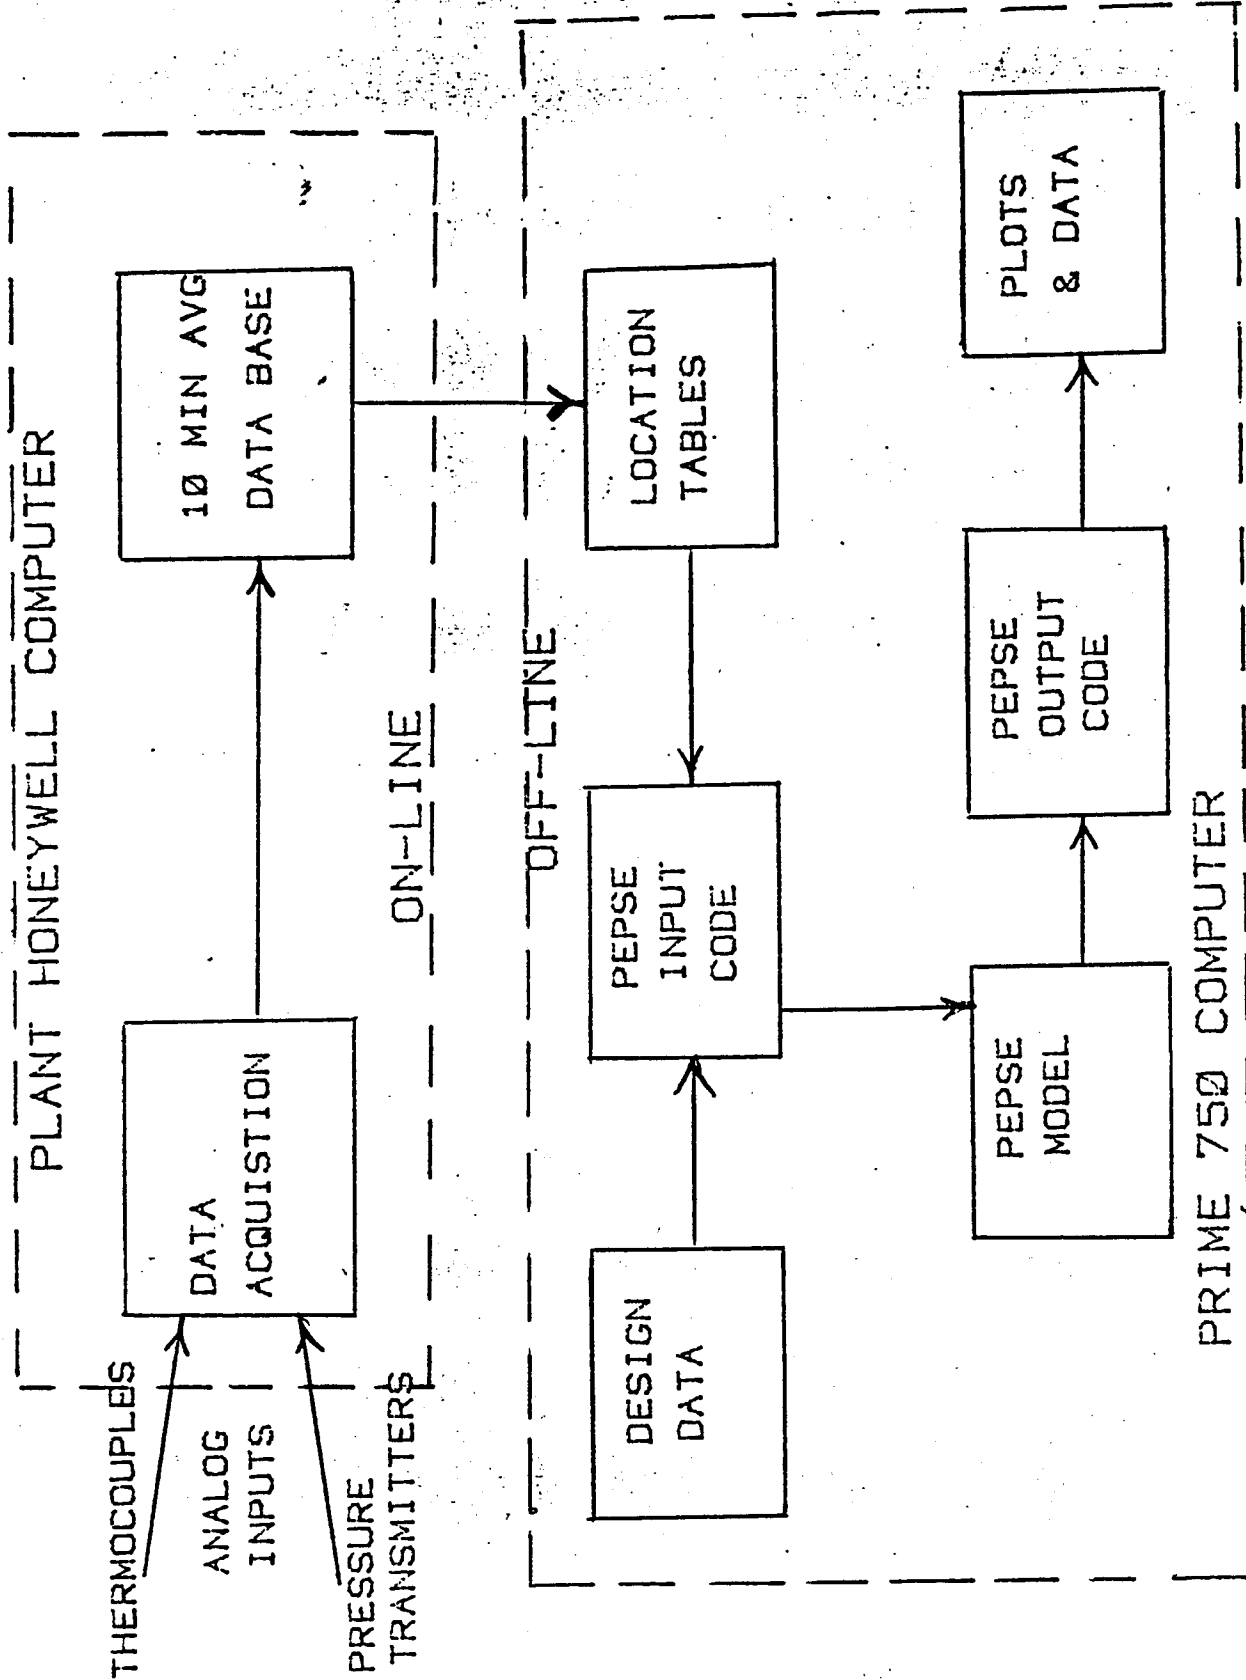 PLANT HONEYWELL COMPUTER
THERMOCOUPLES
ANALOG
INPUTS
PRESSURE
TRANSMITTERS
DATA
ACQUISTION
10 MIN AVG
DATA BASE
ON-LINE
OFF-LINE
DESIGN
DATA
PEPSE
INPUT
CODE
LOCATION
TABLES
PEPSE
MODEL
PEPSE
OUTPUT
CODE
PLOTS
& DATA
PRIME 750 COMPUTER